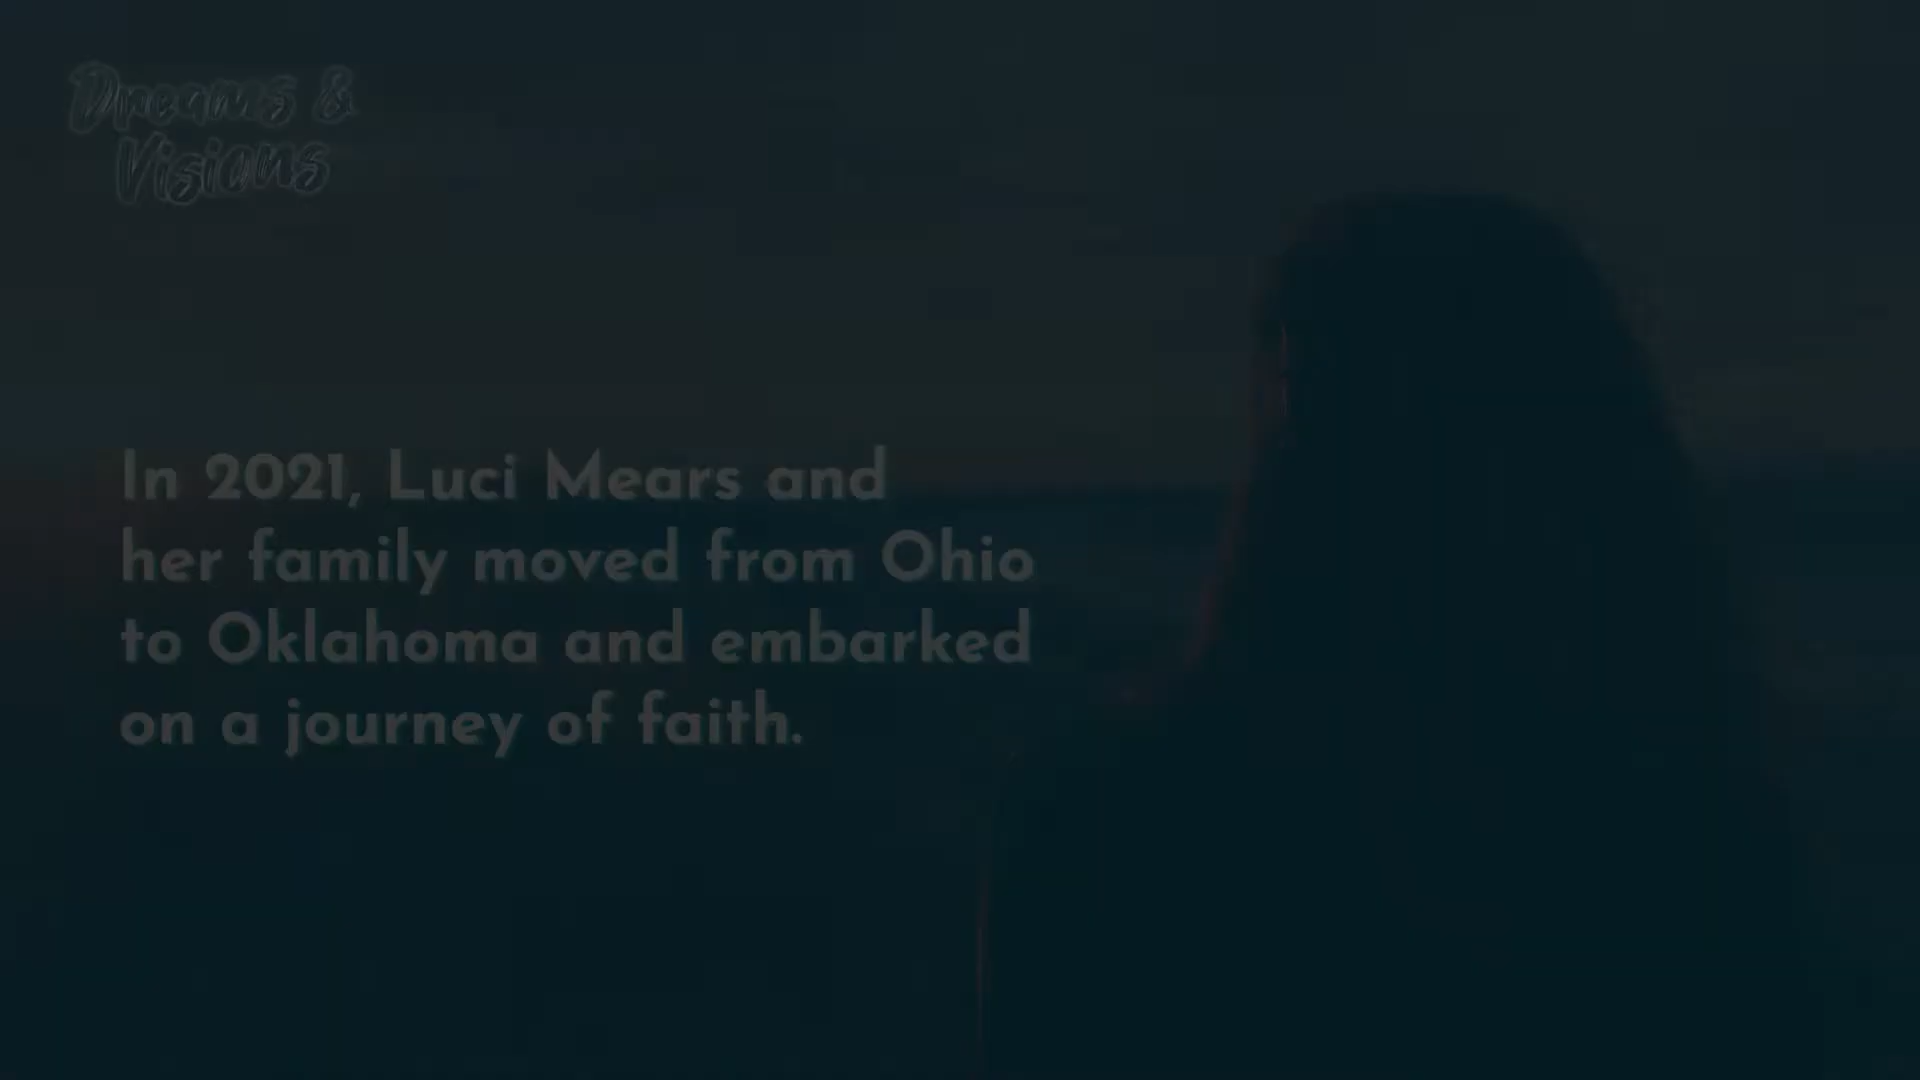 Dreams &
Visions
In 2021, Luci Mears and
her family moved from Ohio
to Oklahoma and embarked
on a journey of faith.